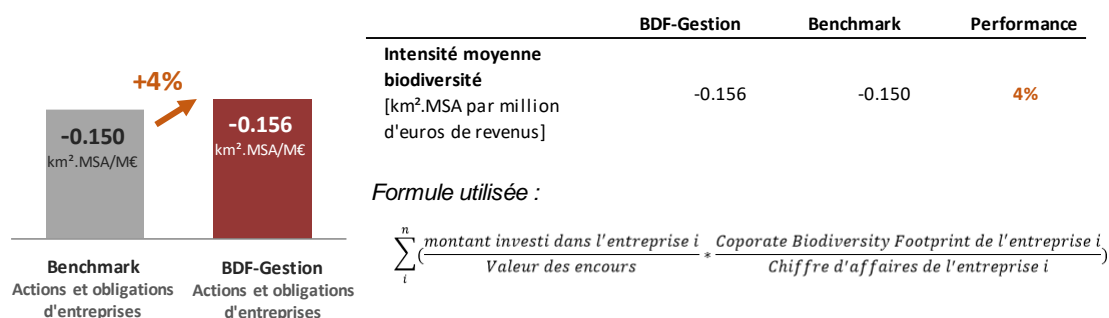 +4%
-0.150
km².MSA/M€
-0.156
km².MSA/M€
Benchmark
Actions et obligations
d'entreprises
BDF-Gestion
Actions et obligations
d'entreprises
BDF-Gestion Benchmark Performance
Intensité moyenne
biodiversité
[km².MSA par million
d'euros de revenus]
-0.156 -0.150 4%
Formule utilisée :
n
∑
i
(montant investi dans l'entreprise i / Valeur des encours * Coporate Biodiversity Footprint de l'entreprise i / Chiffre d'affaires de l'entreprise i)